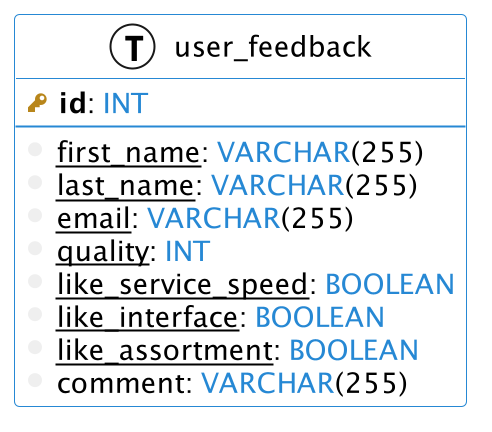 T user_feedback
id: INT
first_name: VARCHAR(255)
last_name: VARCHAR(255)
email: VARCHAR(255)
quality: INT
like_service_speed: BOOLEAN
like_interface: BOOLEAN
like_assortment: BOOLEAN
comment: VARCHAR(255)